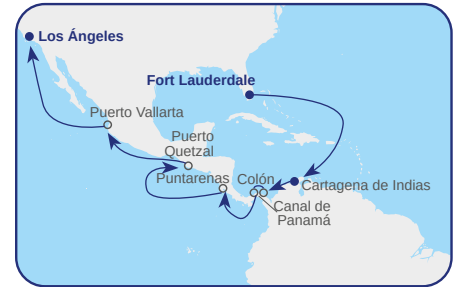 Los Ángeles
Fort Lauderdale
Puerto Vallarta
Puerto
Quetzal
Puntarenas
Colón
Cartagena de Indias
Canal de
Panamá